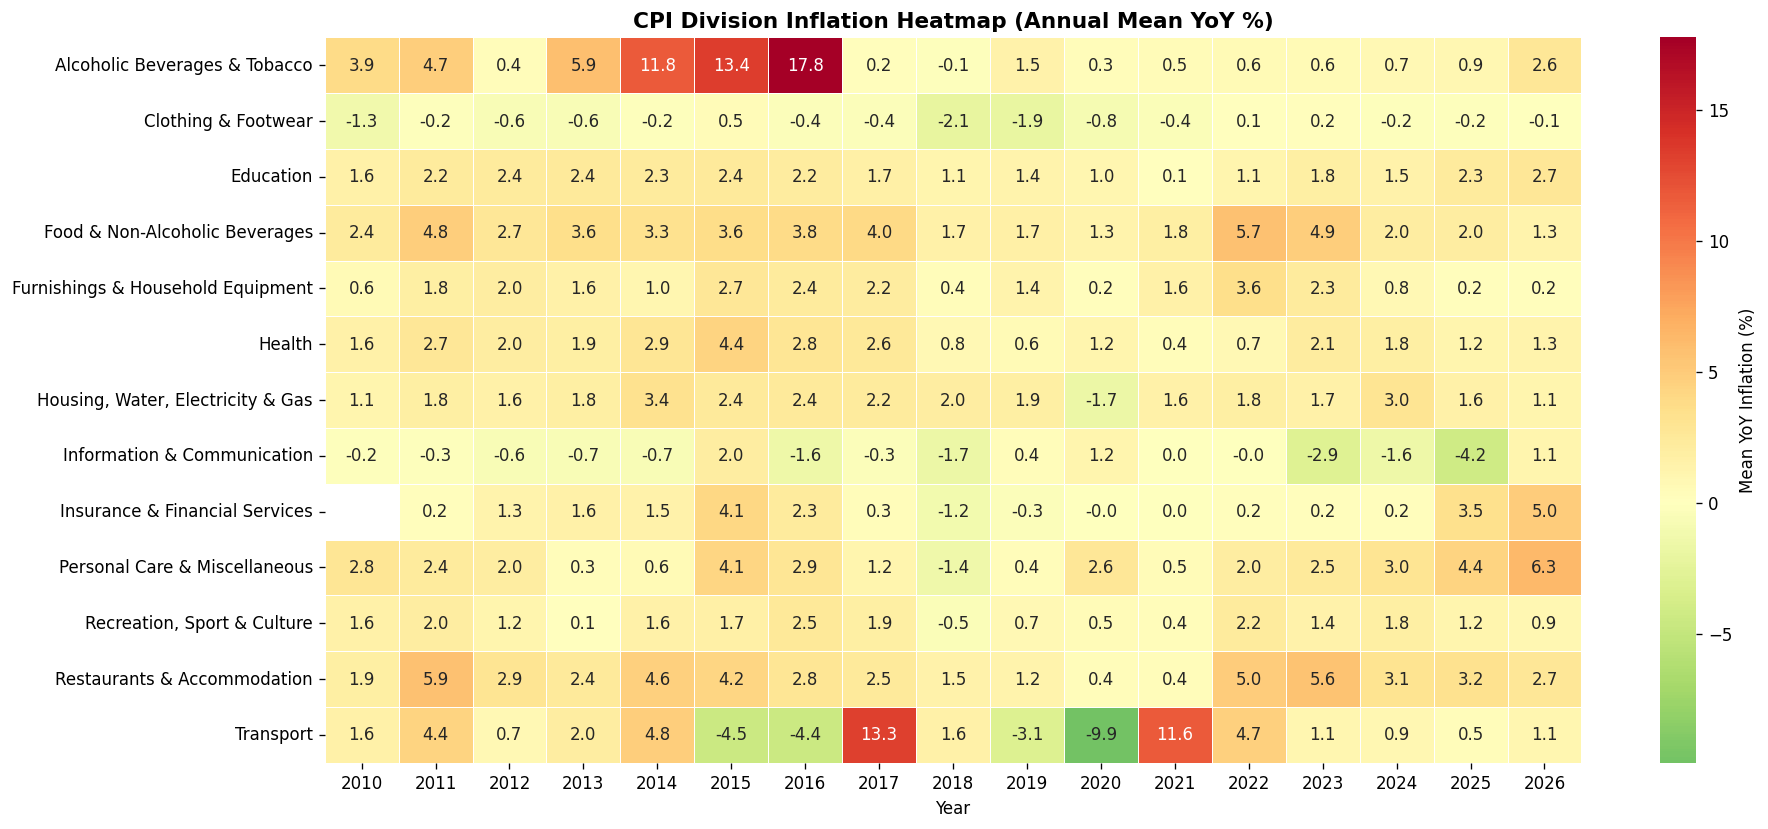 CPI Division Inflation Heatmap (Annual Mean YoY %)
Alcoholic Beverages & Tobacco 3.9 4.7 0.4 5.9 11.8 13.4 17.8 0.2 -0.1 1.5 0.3 0.5 0.6 0.6 0.7 0.9 2.6
Clothing & Footwear -1.3 -0.2 -0.6 -0.6 -0.2 0.5 -0.4 -0.4 -2.1 -1.9 -0.8 -0.4 0.1 0.2 -0.2 -0.2 -0.1
Education 1.6 2.2 2.4 2.4 2.3 2.4 2.2 1.7 1.1 1.4 1.0 0.1 1.1 1.8 1.5 2.3 2.7
Food & Non-Alcoholic Beverages 2.4 4.8 2.7 3.6 3.3 3.6 3.8 4.0 1.7 1.7 1.3 1.8 5.7 4.9 2.0 2.0 1.3
Furnishings & Household Equipment 0.6 1.8 2.0 1.6 1.0 2.7 2.4 2.2 0.4 1.4 0.2 1.6 3.6 2.3 0.8 0.2 0.2
Health 1.6 2.7 2.0 1.9 2.9 4.4 2.8 2.6 0.8 0.6 1.2 0.4 0.7 2.1 1.8 1.2 1.3
Housing, Water, Electricity & Gas 1.1 1.8 1.6 1.8 3.4 2.4 2.4 2.2 2.0 1.9 -1.7 1.6 1.8 1.7 3.0 1.6 1.1
Information & Communication -0.2 -0.3 -0.6 -0.7 -0.7 2.0 -1.6 -0.3 -1.7 0.4 1.2 0.0 -0.0 -2.9 -1.6 -4.2 1.1
Insurance & Financial Services 0.2 1.3 1.6 1.5 4.1 2.3 0.3 -1.2 -0.3 -0.0 0.0 0.2 0.2 0.2 3.5 5.0
Personal Care & Miscellaneous 2.8 2.4 2.0 0.3 0.6 4.1 2.9 1.2 -1.4 0.4 2.6 0.5 2.0 2.5 3.0 4.4 6.3
Recreation, Sport & Culture 1.6 2.0 1.2 0.1 1.6 1.7 2.5 1.9 -0.5 0.7 0.5 0.4 2.2 1.4 1.8 1.2 0.9
Restaurants & Accommodation 1.9 5.9 2.9 2.4 4.6 4.2 2.8 2.5 1.5 1.2 0.4 0.4 5.0 5.6 3.1 3.2 2.7
Transport 1.6 4.4 0.7 2.0 4.8 -4.5 -4.4 13.3 1.6 -3.1 -9.9 11.6 4.7 1.1 0.9 0.5 1.1
2010 2011 2012 2013 2014 2015 2016 2017 2018 2019 2020 2021 2022 2023 2024 2025 2026
Year
15
10
5
0
−5
Mean YoY Inflation (%)